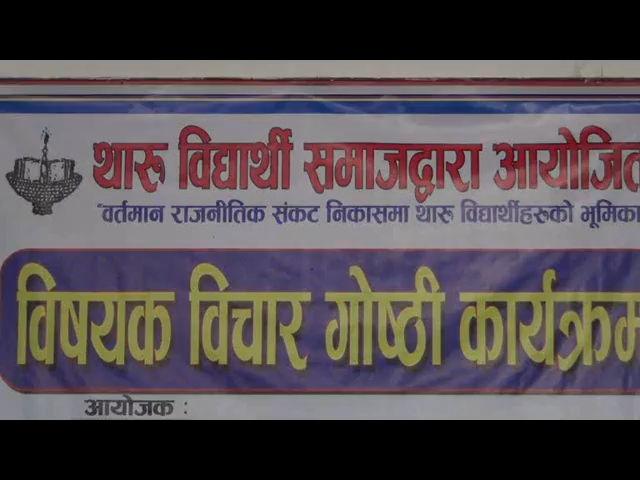 थारू विद्यार्थी समाजद्वारा आयोजित
"वर्तमान राजनीतिक संकट निकासमा थारू विद्यार्थीहरूको भूमिका
विषयक विचार गोष्ठी कार्यक्रम
आयोजक :